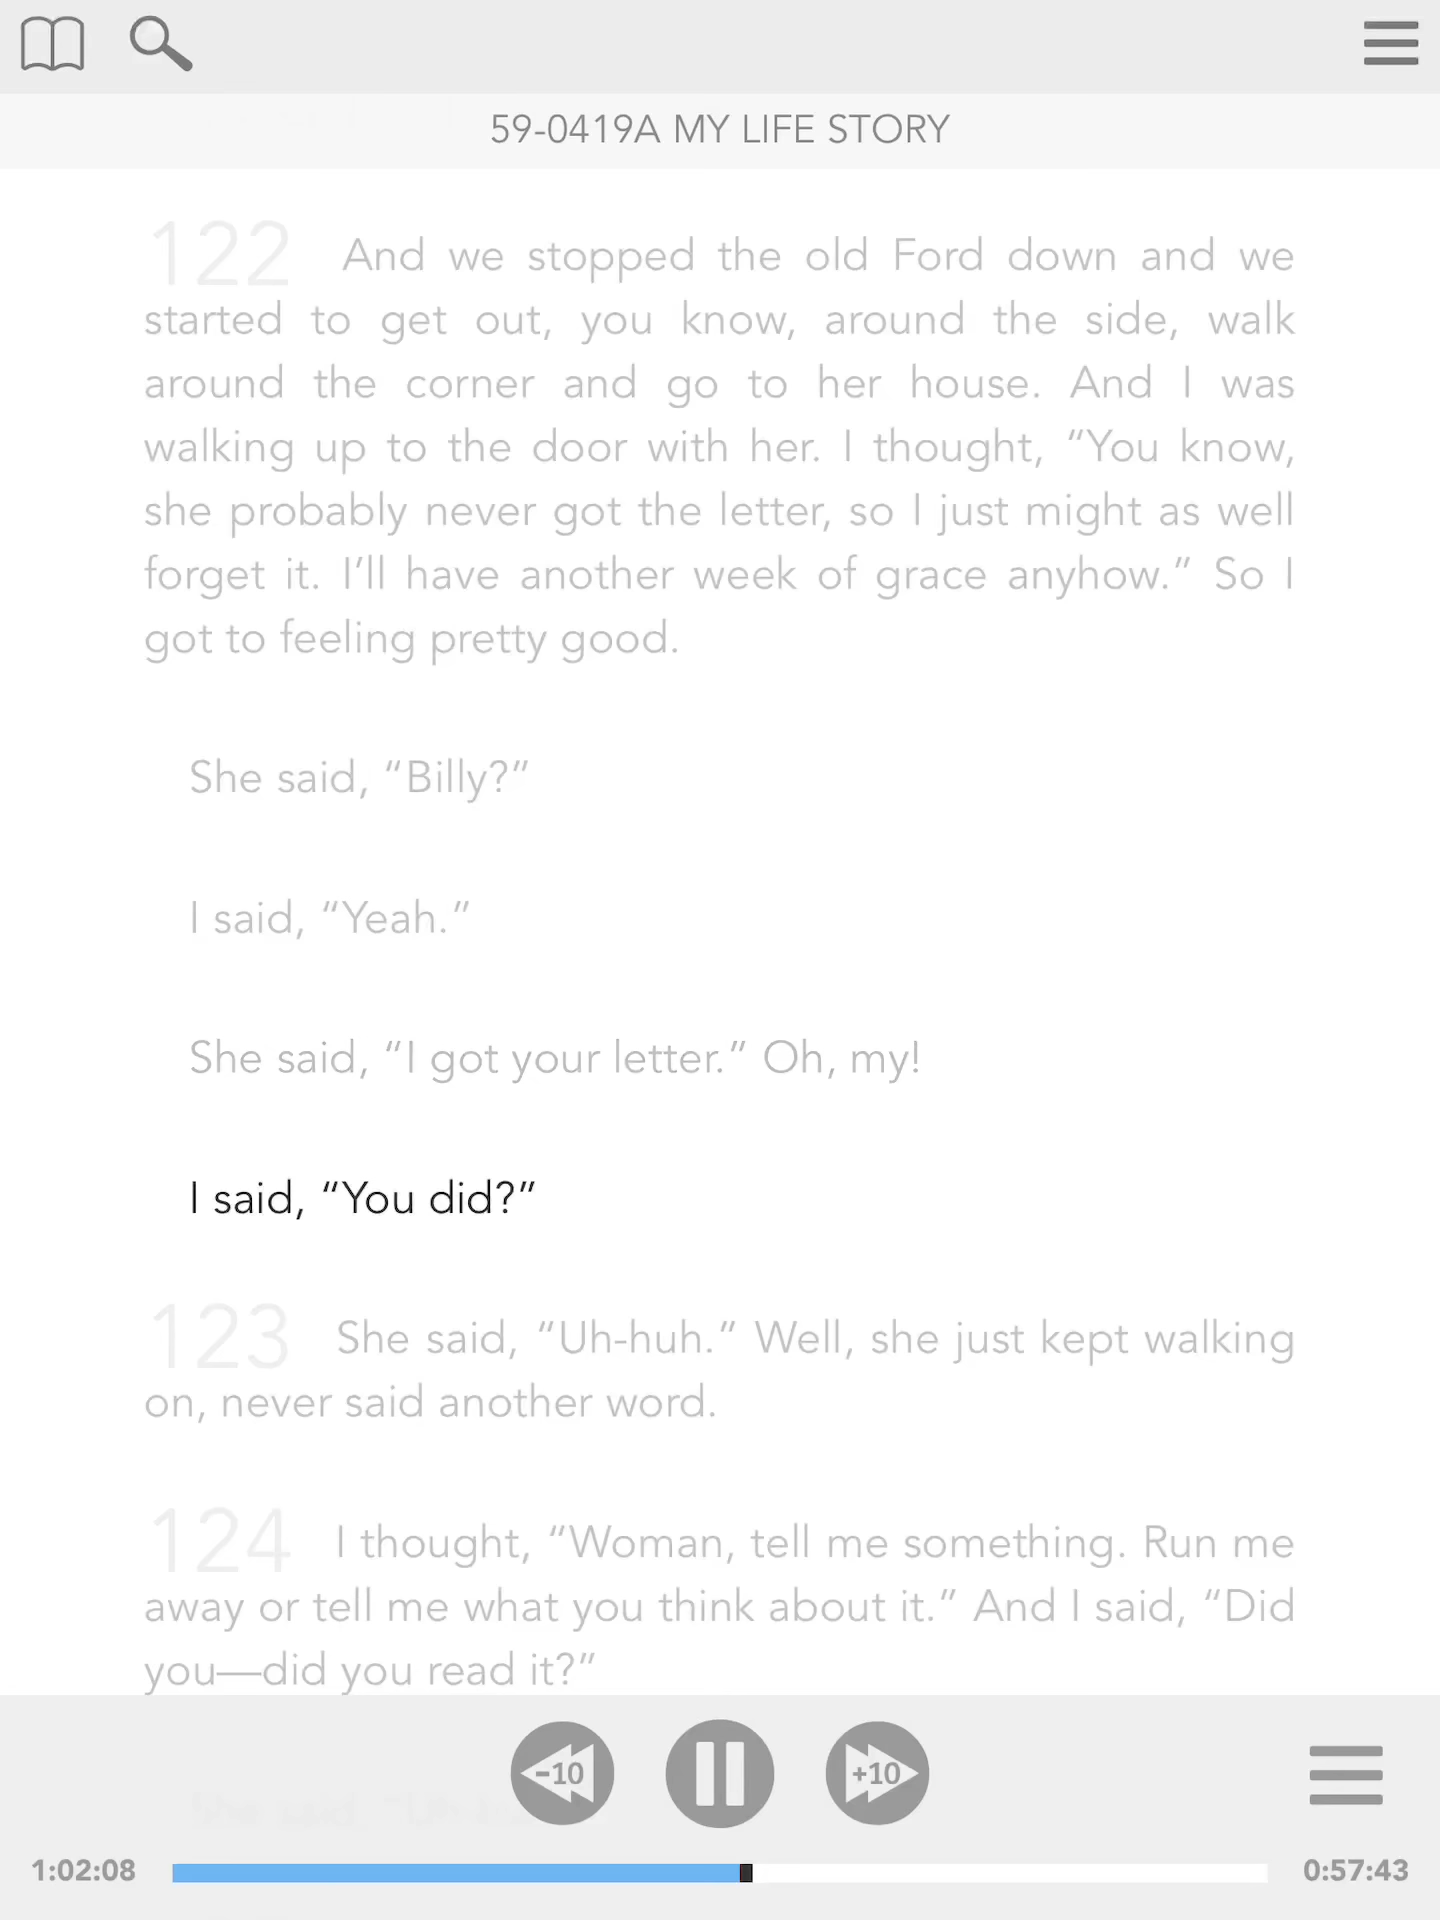 59-0419A MY LIFE STORY
122 And we stopped the old Ford down and we
started to get out, you know, around the side, walk
around the corner and go to her house. And I was
walking up to the door with her. I thought, “You know,
she probably never got the letter, so I just might as well
forget it. I’ll have another week of grace anyhow.” So I
got to feeling pretty good.
She said, “Billy?”
I said, “Yeah.”
She said, “I got your letter.” Oh, my!
I said, “You did?”
123 She said, “Uh-huh.” Well, she just kept walking
on, never said another word.
124 I thought, “Woman, tell me something. Run me
away or tell me what you think about it.” And I said, “Did
you—did you read it?”
-10 +10
She said, “Uh-hu
1:02:08 0:57:43